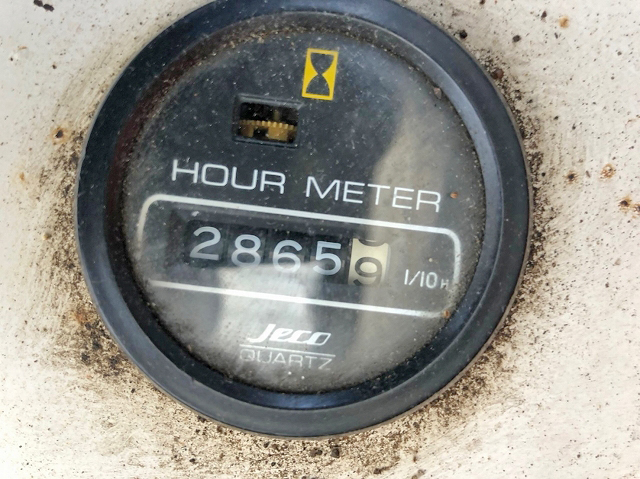 HOUR METER
28659 1/10H
Jeco
QUARTZ